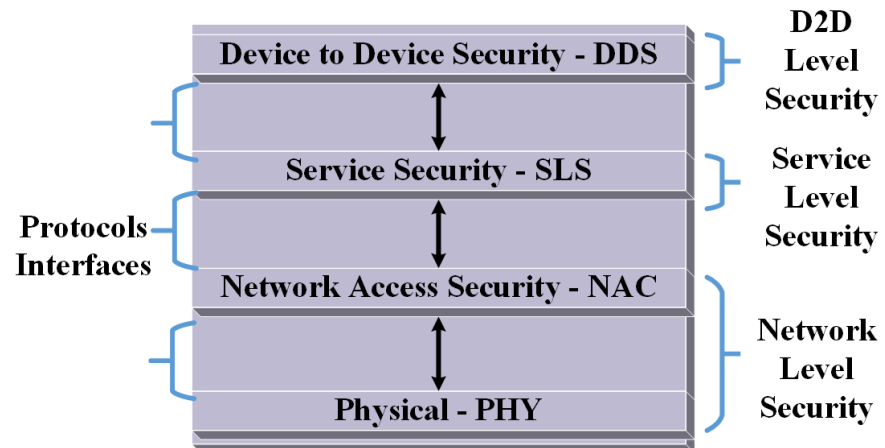 Device to Device Security - DDS
D2D
Level
Security
Service Security - SLS
Service
Level
Security
Protocols
Interfaces
Network Access Security - NAC
Network
Level
Security
Physical - PHY